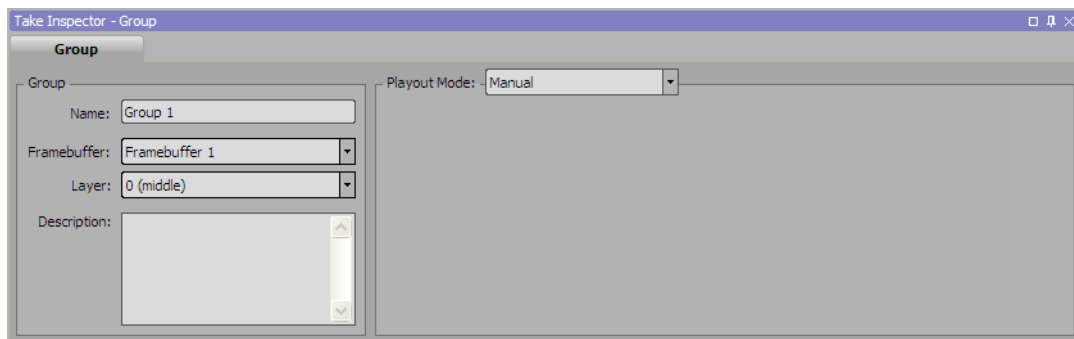 Take Inspector - Group
Group
Group
Playout Mode: Manual
Name: Group 1
Framebuffer: Framebuffer 1
Layer: 0 (middle)
Description: